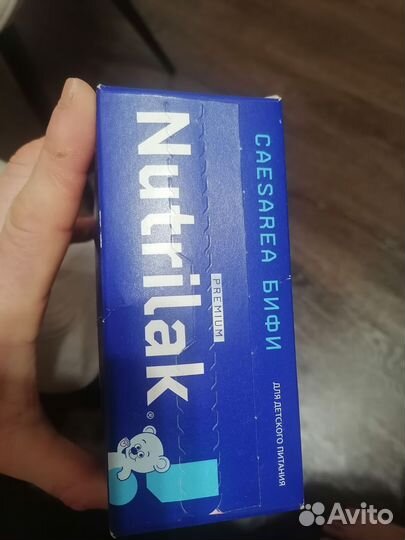 Nutrilak®
PREMIUM
CAESAREA БИФИ
ДЛЯ ДЕТСКОГО ПИТАНИЯ
Avito